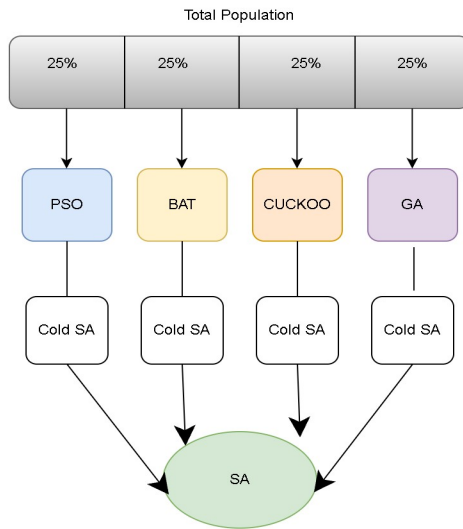 Total Population
25% 25% 25% 25%
PSO BAT CUCKOO GA
Cold SA Cold SA Cold SA Cold SA
SA